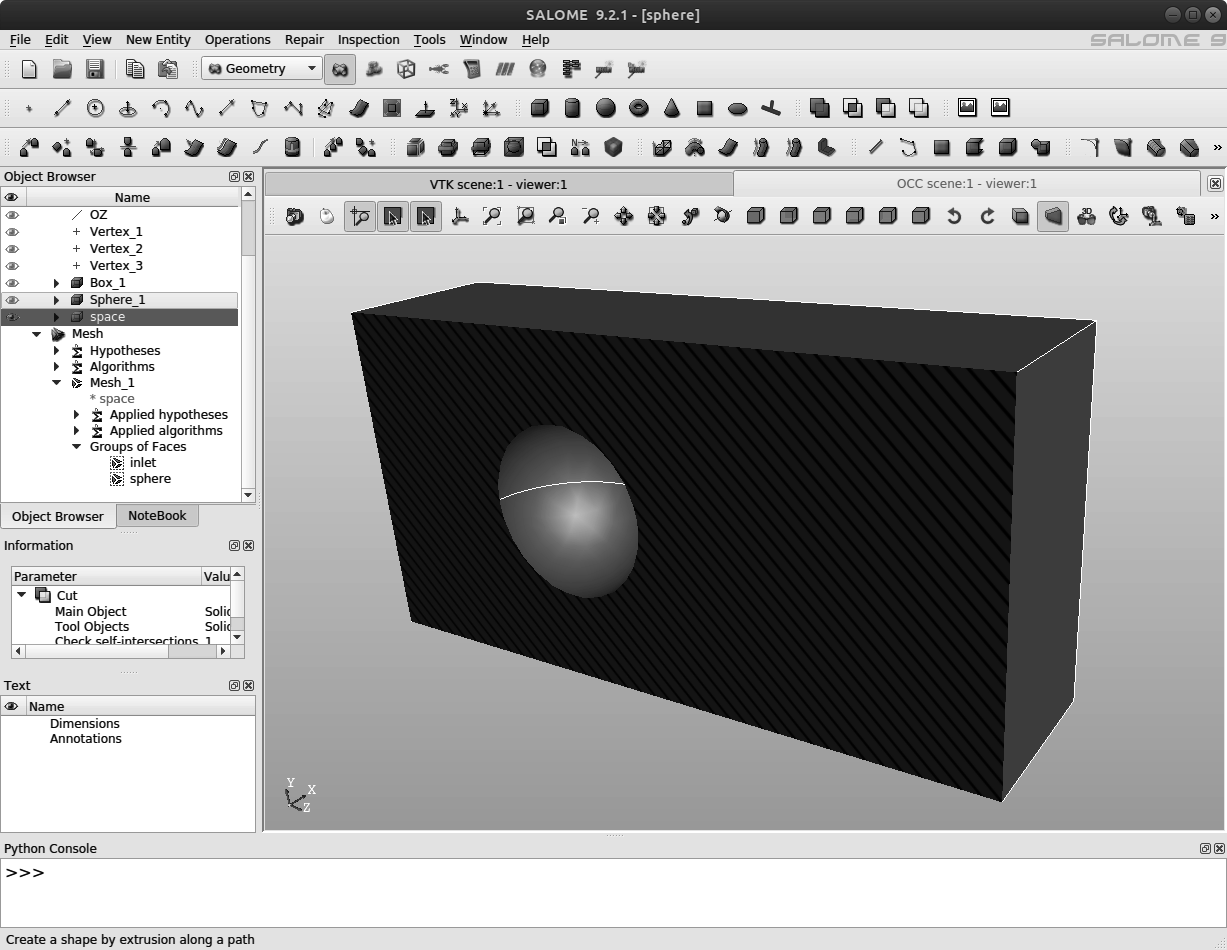 SALOME 9.2.1 - [sphere]
File Edit View New Entity Operations Repair Inspection Tools Window Help
SALOME 9
Geometry
Object Browser
Name
OZ
Vertex_1
Vertex_2
Vertex_3
Box_1
Sphere_1
space
Mesh
Hypotheses
Algorithms
Mesh_1
* space
Applied hypotheses
Applied algorithms
Groups of Faces
inlet
sphere
Object Browser NoteBook
Information
Parameter Valu
Cut
Main Object Solid
Tool Objects Solid
Check self-intersections 1
Text
Name
Dimensions
Annotations
VTK scene:1 - viewer:1 OCC scene:1 - viewer:1
Y
X
Z
Python Console
>>>
Create a shape by extrusion along a path